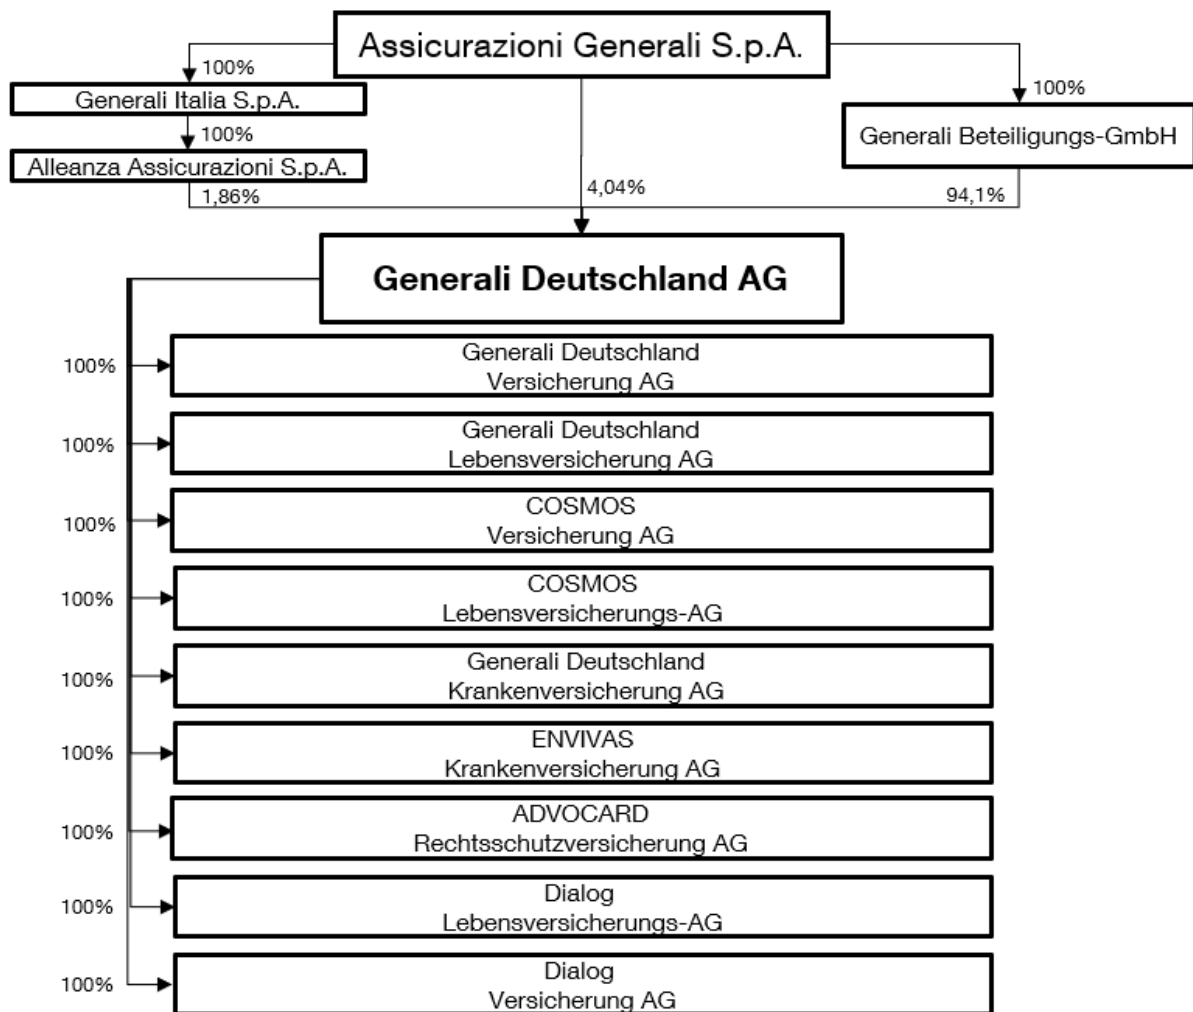 Assicurazioni Generali S.p.A.
100%
100%
Generali Italia S.p.A.
100%
Generali Beteiligungs-GmbH
Alleanza Assicurazioni S.p.A.
1,86%
4,04%
94,1%
Generali Deutschland AG
100%
Generali Deutschland
Versicherung AG
100%
Generali Deutschland
Lebensversicherung AG
100%
COSMOS
Versicherung AG
100%
COSMOS
Lebensversicherungs-AG
100%
Generali Deutschland
Krankenversicherung AG
100%
ENVIVAS
Krankenversicherung AG
100%
ADVOCARD
Rechtsschutzversicherung AG
100%
Dialog
Lebensversicherungs-AG
100%
Dialog
Versicherung AG